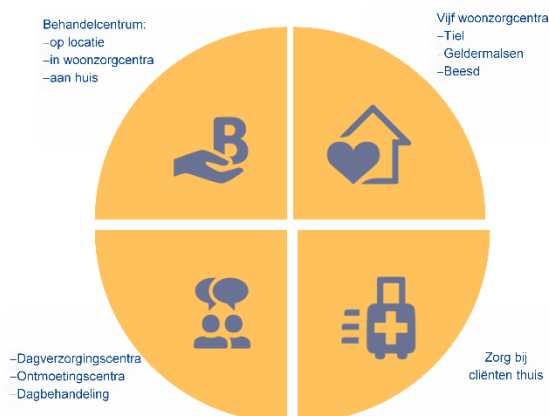 Behandelcentrum:
–op locatie
–in woonzorgcentra
–aan huis
Vijf woonzorgcentra
–Tiel
–Geldermalsen
–Beesd
B
–Dagverzorgingscentra
–Ontmoetingscentra
–Dagbehandeling
Zorg bij
cliënten thuis